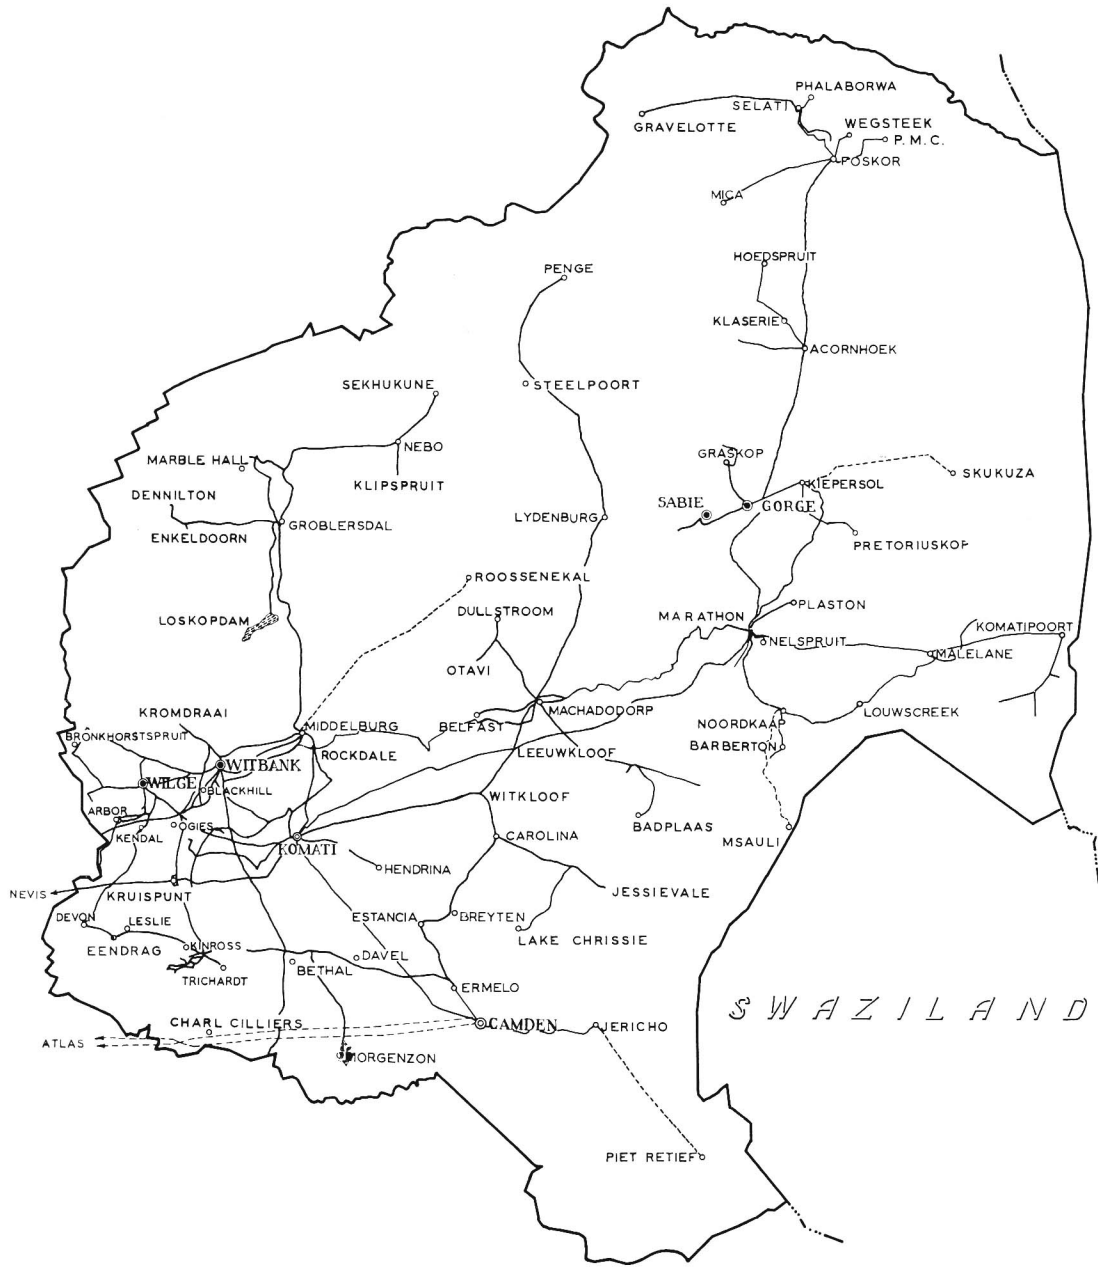 PHALABORWA
SELATI
GRAVELOTTE
WEGSTEEK
P. M. C.
FOSKOR
MICA
HOEDSPRUIT
PENGE
KLASERIE
ACORNHOEK
SEKHUKUNE
STEELPOORT
NEBO
MARBLE HALL
GRASKOP
SKUKUZA
KLIPSPRUIT
KIEPERSOL
DENNILTON
SABIE
GORGE
LYDENBURG
GROBLERSDAL
ENKELDOORN
PRETORIUSKOP
ROOSSENEKAL
PLASTON
DULLSTROOM
MARATHON
LOSKOPDAM
KOMATIPOORT
NELSPRUIT
MALELANE
OTAVI
MACHADODORP
LOUWSCREEK
KROMDRAAI
MIDDELBURG
BELFAST
NOORDKAAP
BRONKHORSTSPRUIT
BARBERTON
ROCKDALE
LEEUWKLOOF
WITBANK
WILGE
BLACKHILL
WITKLOOF
ARBOR
OGIES
BADPLAAS
KENDAL
CAROLINA
MSAULI
KOMATI
HENDRINA
NEVIS
KRUISPUNT
JESSIEVALE
DEVON
LESLIE
ESTANCIA
BREYTEN
LAKE CHRISSIE
EENDRAG
KINROSS
DAVEL
BETHAL
TRICHARDT
ERMELO
SWAZILAND
CHARL CILLIERS
CAMDEN
JERICHO
ATLAS
MORGENZON
PIET RETIEF